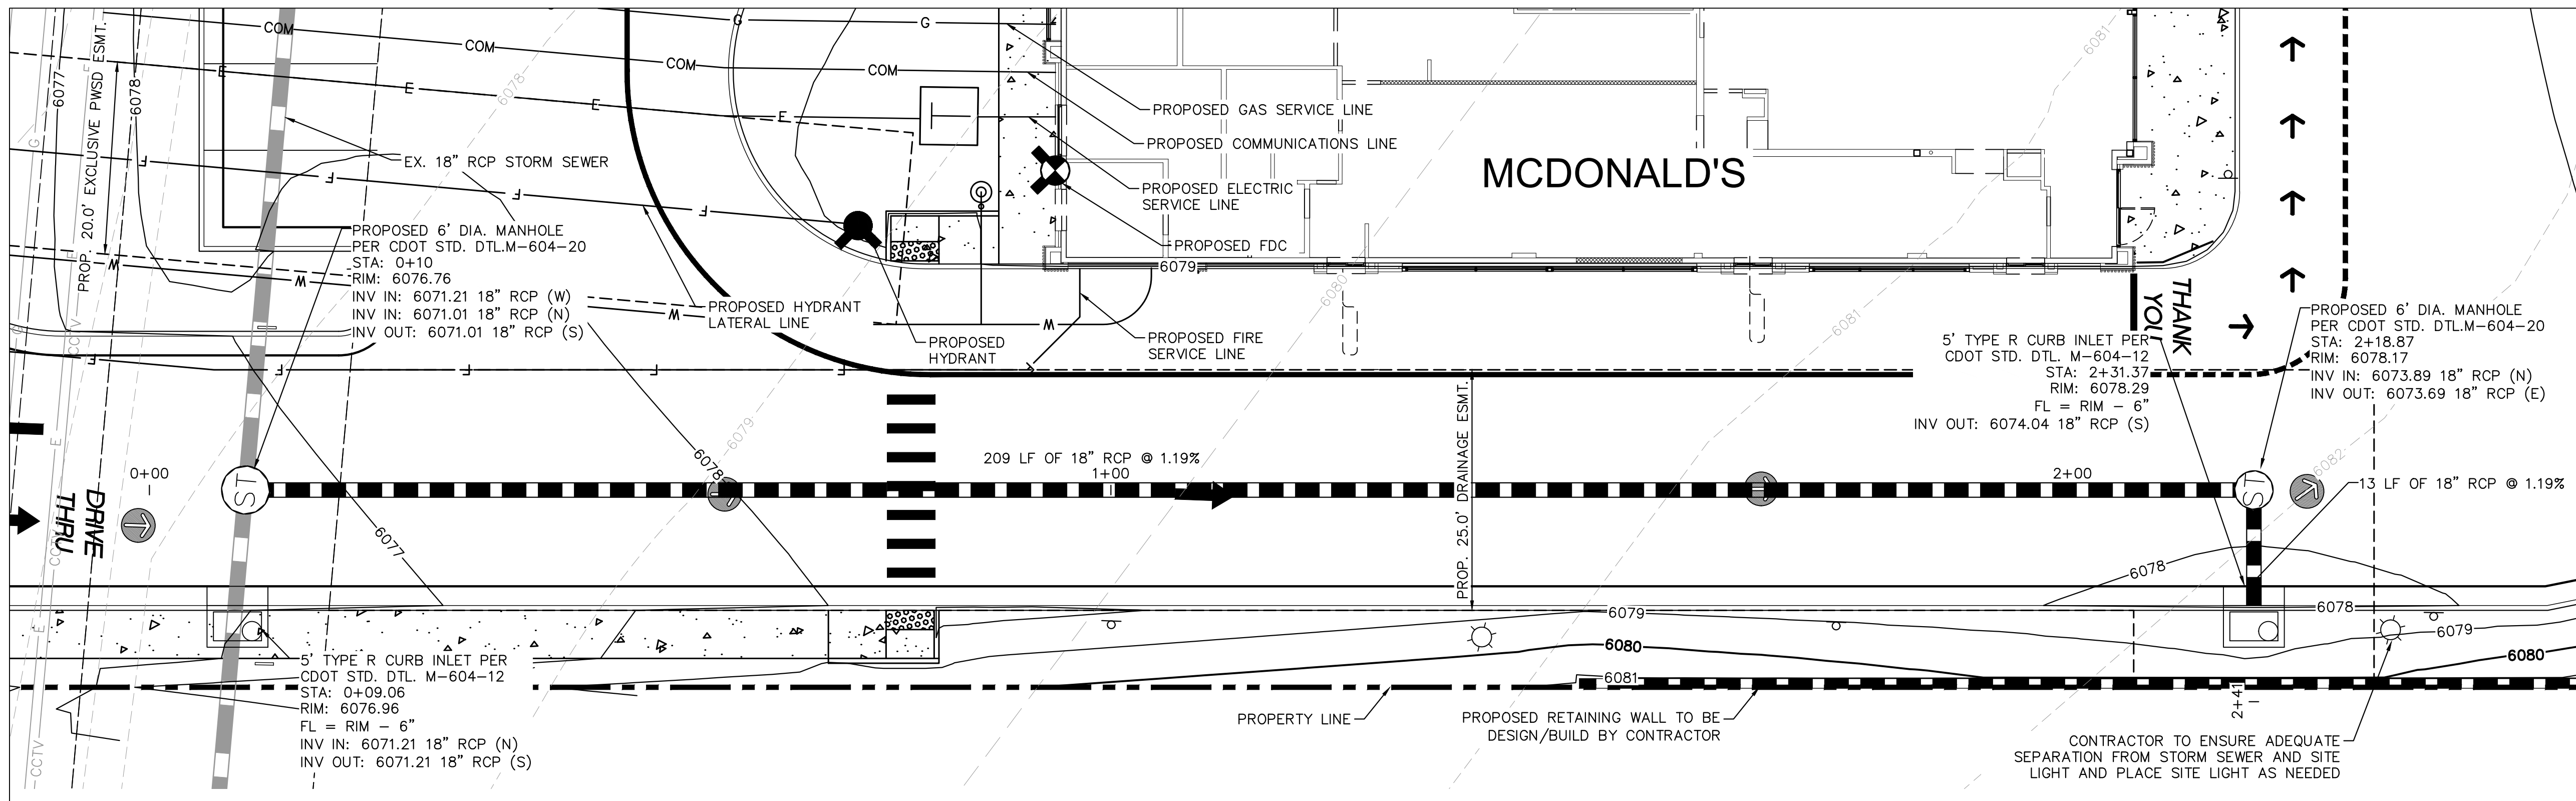 COM
COM
COM
COM
G
G
G
E
E
E
E
6077
6078
PROP. 20.0' EXCLUSIVE PWSD ESMT.
6078
6081
PROPOSED GAS SERVICE LINE
PROPOSED COMMUNICATIONS LINE
PROPOSED ELECTRIC
SERVICE LINE
PROPOSED FDC
MCDONALD'S
EX. 18" RCP STORM SEWER
F
F
F
F
PROPOSED 6' DIA. MANHOLE
PER CDOT STD. DTL.M-604-20
STA: 0+10
RIM: 6076.76
INV IN: 6071.21 18" RCP (W)
INV IN: 6071.01 18" RCP (N)
INV OUT: 6071.01 18" RCP (S)
W
W
W
W
PROPOSED HYDRANT
LATERAL LINE
PROPOSED
HYDRANT
PROPOSED FIRE
SERVICE LINE
6079
6080
6081
THANK
YOU
5' TYPE R CURB INLET PER
CDOT STD. DTL. M-604-12
STA: 2+31.37
RIM: 6078.29
FL = RIM - 6"
INV OUT: 6074.04 18" RCP (S)
PROPOSED 6' DIA. MANHOLE
PER CDOT STD. DTL.M-604-20
STA: 2+18.87
RIM: 6078.17
INV IN: 6073.89 18" RCP (N)
INV OUT: 6073.69 18" RCP (E)
CCTV
F
F
F
F
F
F
6079
6078
6077
PROP. 25.0' DRAINAGE ESMT.
0+00
ST
209 LF OF 18" RCP @ 1.19%
1+00
2+00
ST
6082
13 LF OF 18" RCP @ 1.19%
DRIVE
THRU
CCTV
E
E
CCTV
6078
6078
6079
6079
6080
6080
6081
5' TYPE R CURB INLET PER
CDOT STD. DTL. M-604-12
STA: 0+09.06
RIM: 6076.96
FL = RIM - 6"
INV IN: 6071.21 18" RCP (N)
INV OUT: 6071.21 18" RCP (S)
PROPERTY LINE
PROPOSED RETAINING WALL TO BE
DESIGN/BUILD BY CONTRACTOR
2+41
CONTRACTOR TO ENSURE ADEQUATE
SEPARATION FROM STORM SEWER AND SITE
LIGHT AND PLACE SITE LIGHT AS NEEDED